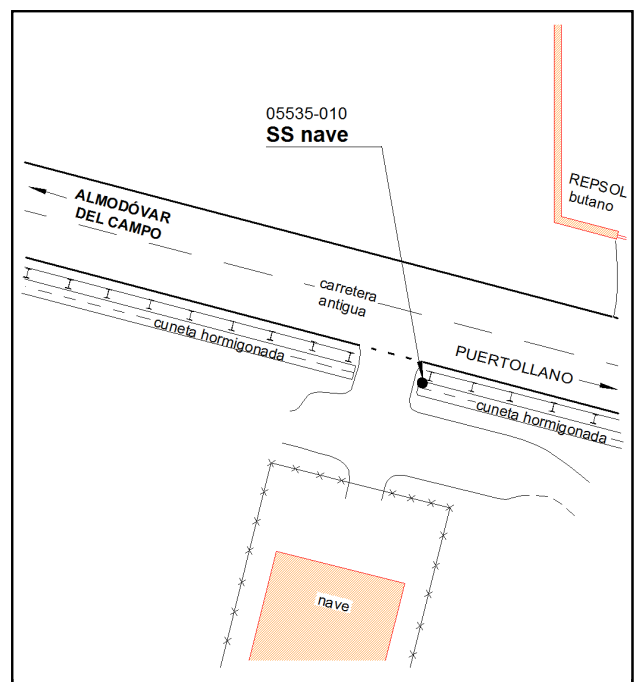 05535-010
SS nave
REPSOL
butano
ALMODÓVAR
DEL CAMPO
carretera
antigua
cuneta hormigonada
PUERTOLLANO
cuneta hormigonada
nave